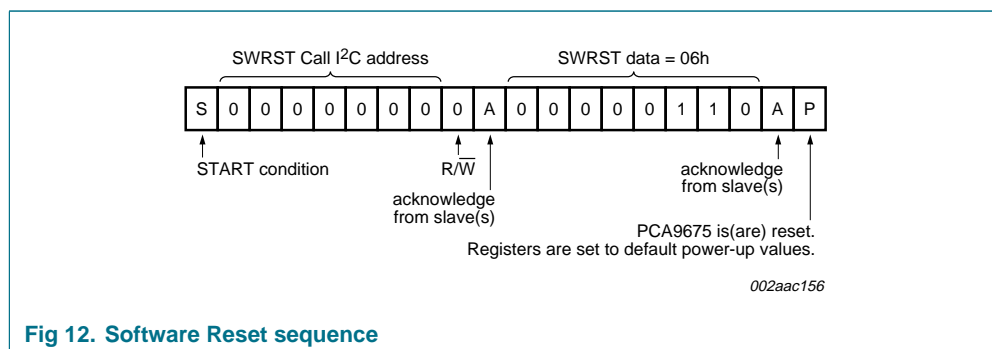 SWRST Call I2C address SWRST data = 06h
S 0 0 0 0 0 0 0 0 A 0 0 0 0 0 1 1 0 A P
START condition R/W acknowledge
acknowledge from slave(s)
from slave(s)
PCA9675 is(are) reset.
Registers are set to default power-up values.
002aac156
Fig 12. Software Reset sequence